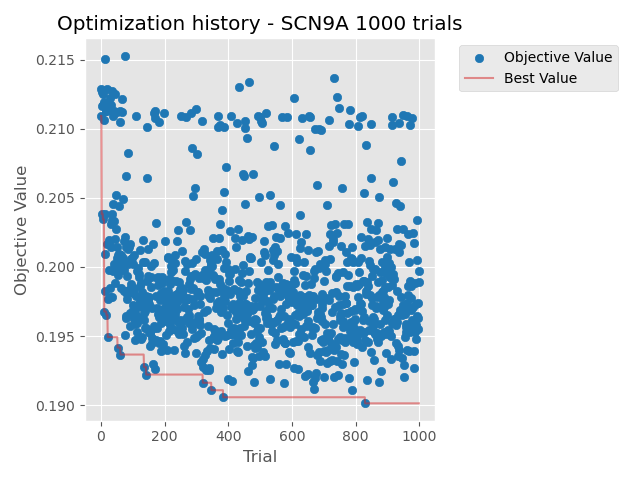 Optimization history - SCN9A 1000 trials
Objective Value
Best Value
0.215
0.210
0.205
0.200
0.195
0.190
Objective Value
0
200
400
600
800
1000
Trial